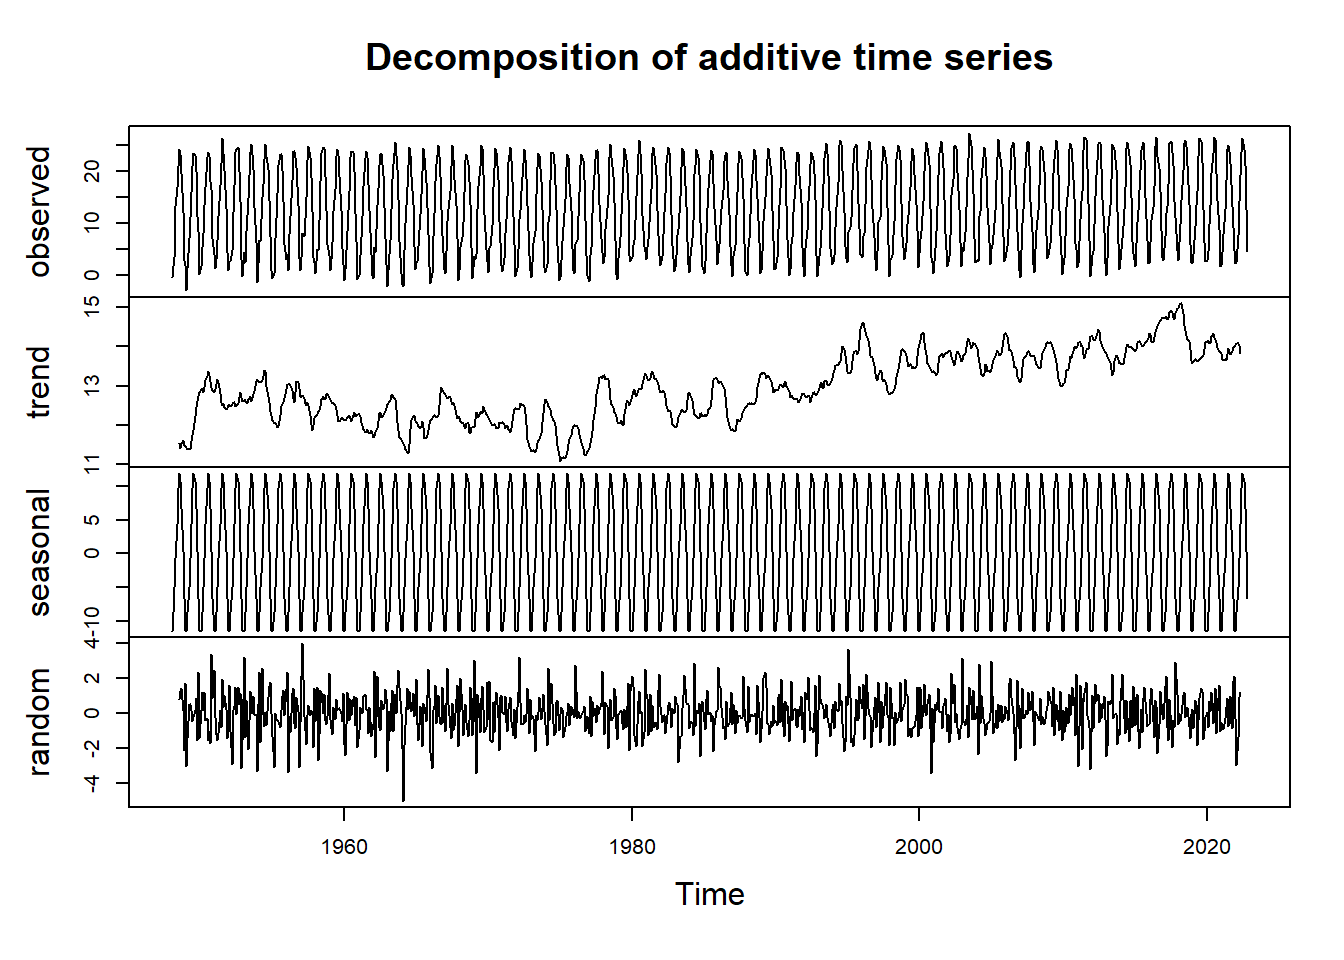 Decomposition of additive time series
observed
0 10 20
trend
11 13 15
seasonal
-10 0 5
random
-4 -2 0 2 4
1960 1980 2000 2020
Time